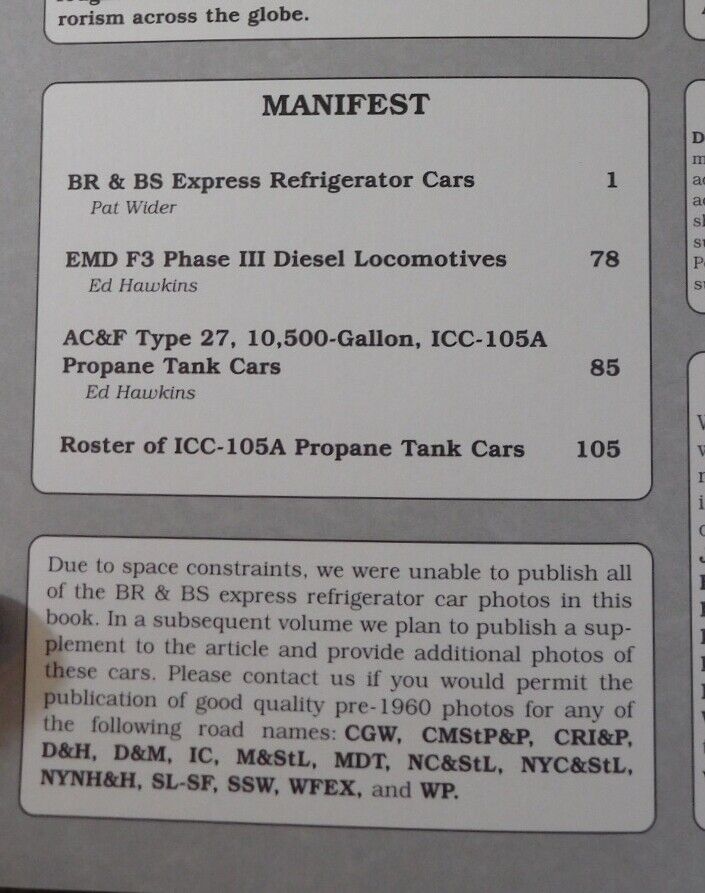 rorism across the globe.
MANIFEST
BR & BS Express Refrigerator Cars 1
Pat Wider
EMD F3 Phase III Diesel Locomotives 78
Ed Hawkins
AC&F Type 27, 10,500-Gallon, ICC-105A
Propane Tank Cars 85
Ed Hawkins
Roster of ICC-105A Propane Tank Cars 105
Due to space constraints, we were unable to publish all
of the BR & BS express refrigerator car photos in this
book. In a subsequent volume we plan to publish a sup-
plement to the article and provide additional photos of
these cars. Please contact us if you would permit the
publication of good quality pre-1960 photos for any of
the following road names: CGW, CMStP&P, CRI&P,
D&H, D&M, IC, M&StL, MDT, NC&StL, NYC&StL,
NYNH&H, SL-SF, SSW, WFEX, and WP.